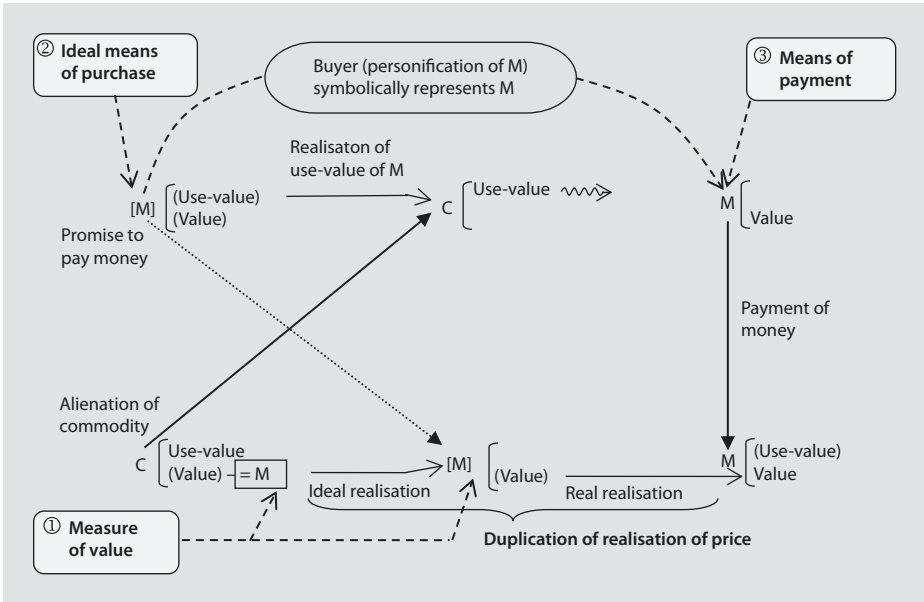 ② Ideal means
of purchase
Buyer (personification of M)
symbolically represents M
③ Means of
payment
Realisaton of
use-value of M
[M]
(Use-value)
(Value)
C
Use-value
M
Value
Promise to
pay money
Payment of
money
Alienation of
commodity
C
Use-value
(Value) – = M
[M]
(Value)
M
(Use-value)
Value
Ideal realisation
Real realisation
① Measure
of value
Duplication of realisation of price